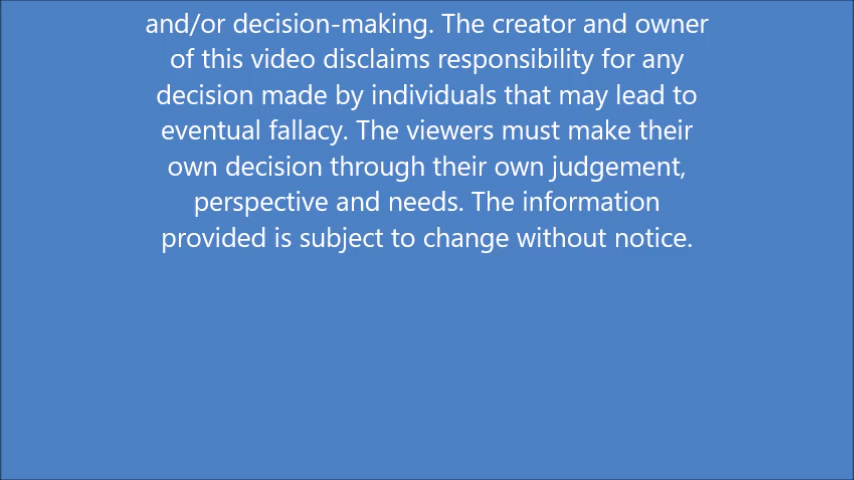 and/or decision-making. The creator and owner
of this video disclaims responsibility for any
decision made by individuals that may lead to
eventual fallacy. The viewers must make their
own decision through their own judgement,
perspective and needs. The information
provided is subject to change without notice.